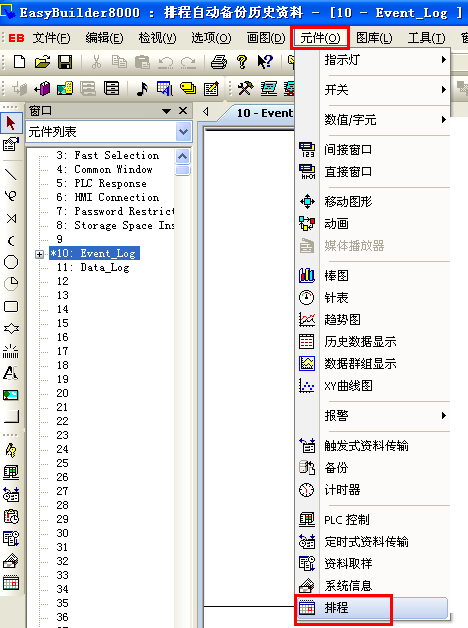 EasyBuilder8000 : 排程自动备份历史资料 - [10 - Event_Log ]
EB 文件(F) 编辑(E) 检视(V) 选项(O) 画图(D) 元件(O) 图库(L) 工具(T)
窗口
10 - Event
元件列表
3: Fast Selection
4: Common Window
5: PLC Response
6: HMI Connection
7: Password Restrict
8: Storage Space Ins
9
*10: Event_Log
11: Data_Log
12
13
14
15
16
17
18
19
20
21
22
23
24
25
26
27
28
29
30
31
32
33
34
35
36
指示灯
开关
数值/字元
间接窗口
直接窗口
移动图形
动画
媒体播放器
棒图
针表
趋势图
历史数据显示
数据群组显示
XY曲线图
报警
触发式资料传输
备份
计时器
PLC 控制
定时式资料传输
资料取样
系统信息
排程